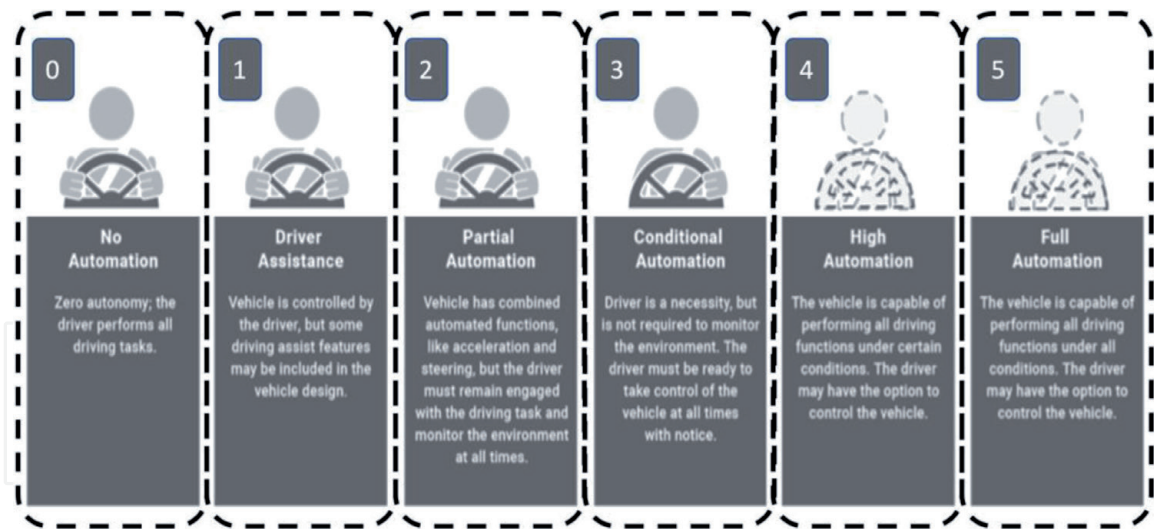 0
No
Automation
Zero autonomy; the
driver performs all
driving tasks.
1
Driver
Assistance
Vehicle is controlled by
the driver, but some
driving assist features
may be included in the
vehicle design.
2
Partial
Automation
Vehicle has combined
automated functions,
like acceleration and
steering, but the driver
must remain engaged
with the driving task and
monitor the environment
at all times.
3
Conditional
Automation
Driver is a necessity, but
is not required to monitor
the environment. The
driver must be ready to
take control of the
vehicle at all times
with notice.
4
High
Automation
The vehicle is capable of
performing all driving
functions under certain
conditions. The driver
may have the option to
control the vehicle.
5
Full
Automation
The vehicle is capable of
performing all driving
functions under all
conditions. The driver
may have the option to
control the vehicle.